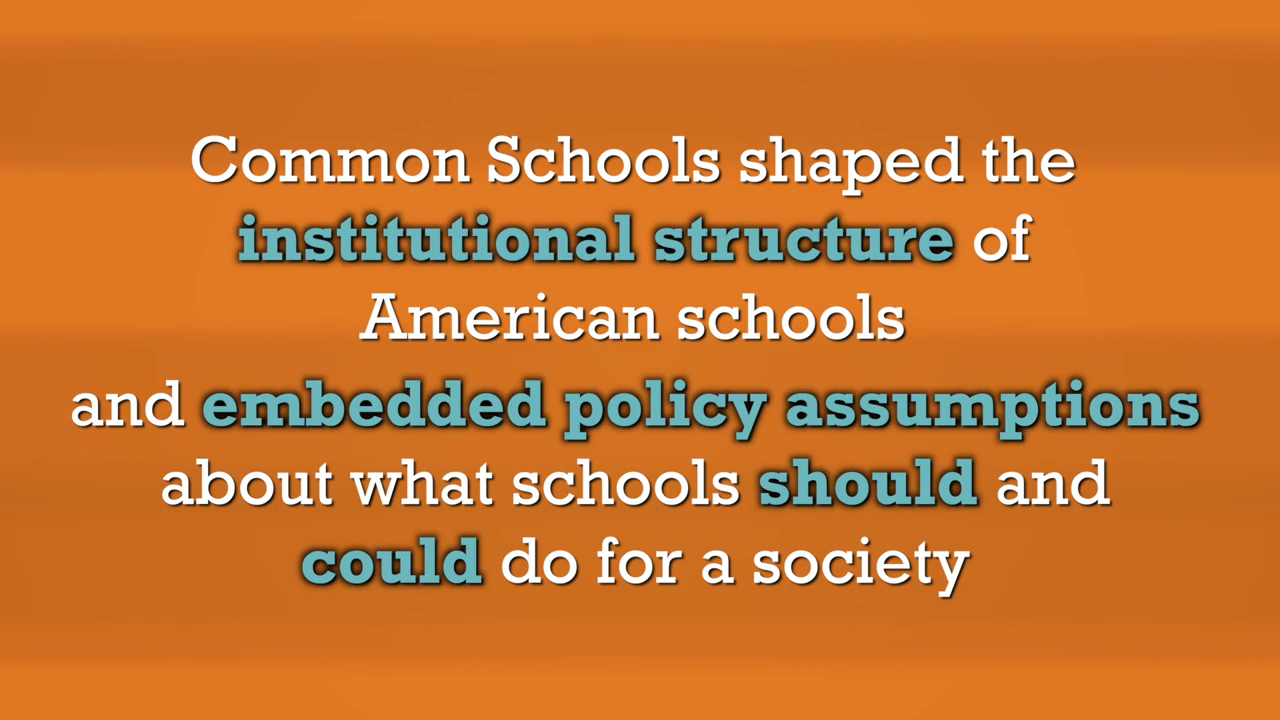 Common Schools shaped the
institutional structure of
American schools
and embedded policy assumptions
about what schools should and
could do for a society